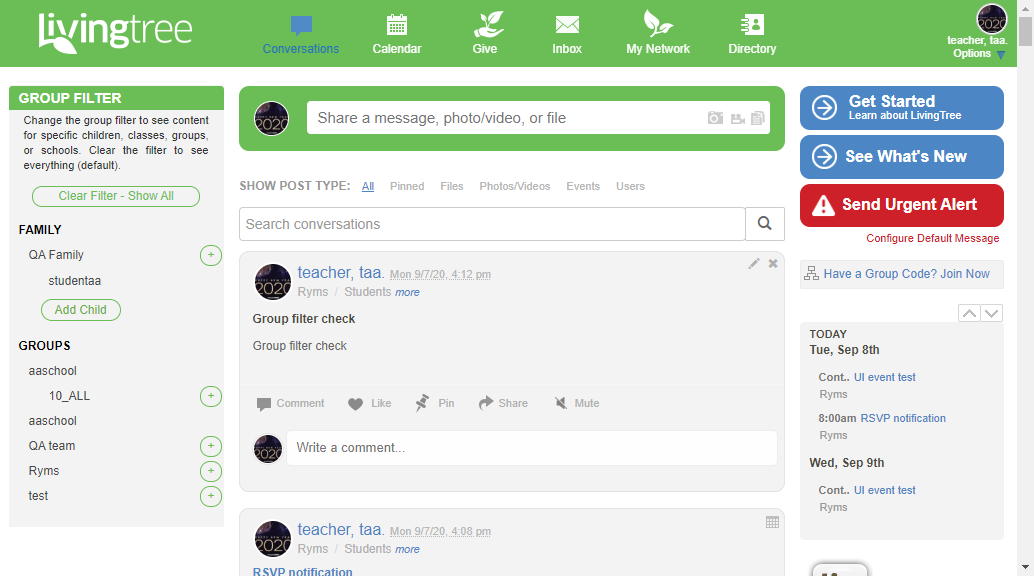 livingtree
Conversations
Calendar
Give
Inbox
My Network
Directory
teacher, taa.
Options
GROUP FILTER
Change the group filter to see content
for specific children, classes, groups,
or schools. Clear the filter to see
everything (default).
Clear Filter - Show All
FAMILY
QA Family
+
studentaa
Add Child
GROUPS
aaschool
10_ALL
+
aaschool
QA team
+
Ryms
+
test
+
2020
Share a message, photo/video, or file
SHOW POST TYPE: All Pinned Files Photos/Videos Events Users
Search conversations
2020
teacher, taa. Mon 9/7/20, 4:12 pm
Ryms / Students more
Group filter check
Group filter check
Comment Like Pin Share Mute
2020
Write a comment...
2020
teacher, taa. Mon 9/7/20, 4:08 pm
Ryms / Students more
RSVP notification
2020
Get Started
Learn about LivingTree
See What's New
Send Urgent Alert
Configure Default Message
Have a Group Code? Join Now
TODAY
Tue, Sep 8th
Cont.. UI event test
Ryms
8:00am RSVP notification
Ryms
Wed, Sep 9th
Cont.. UI event test
Ryms